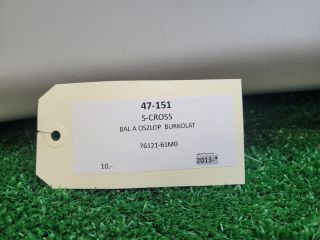 47-151
S-CROSS
BAL A OSZLOP BURKOLAT
76121-61M0
10,- 2013-*